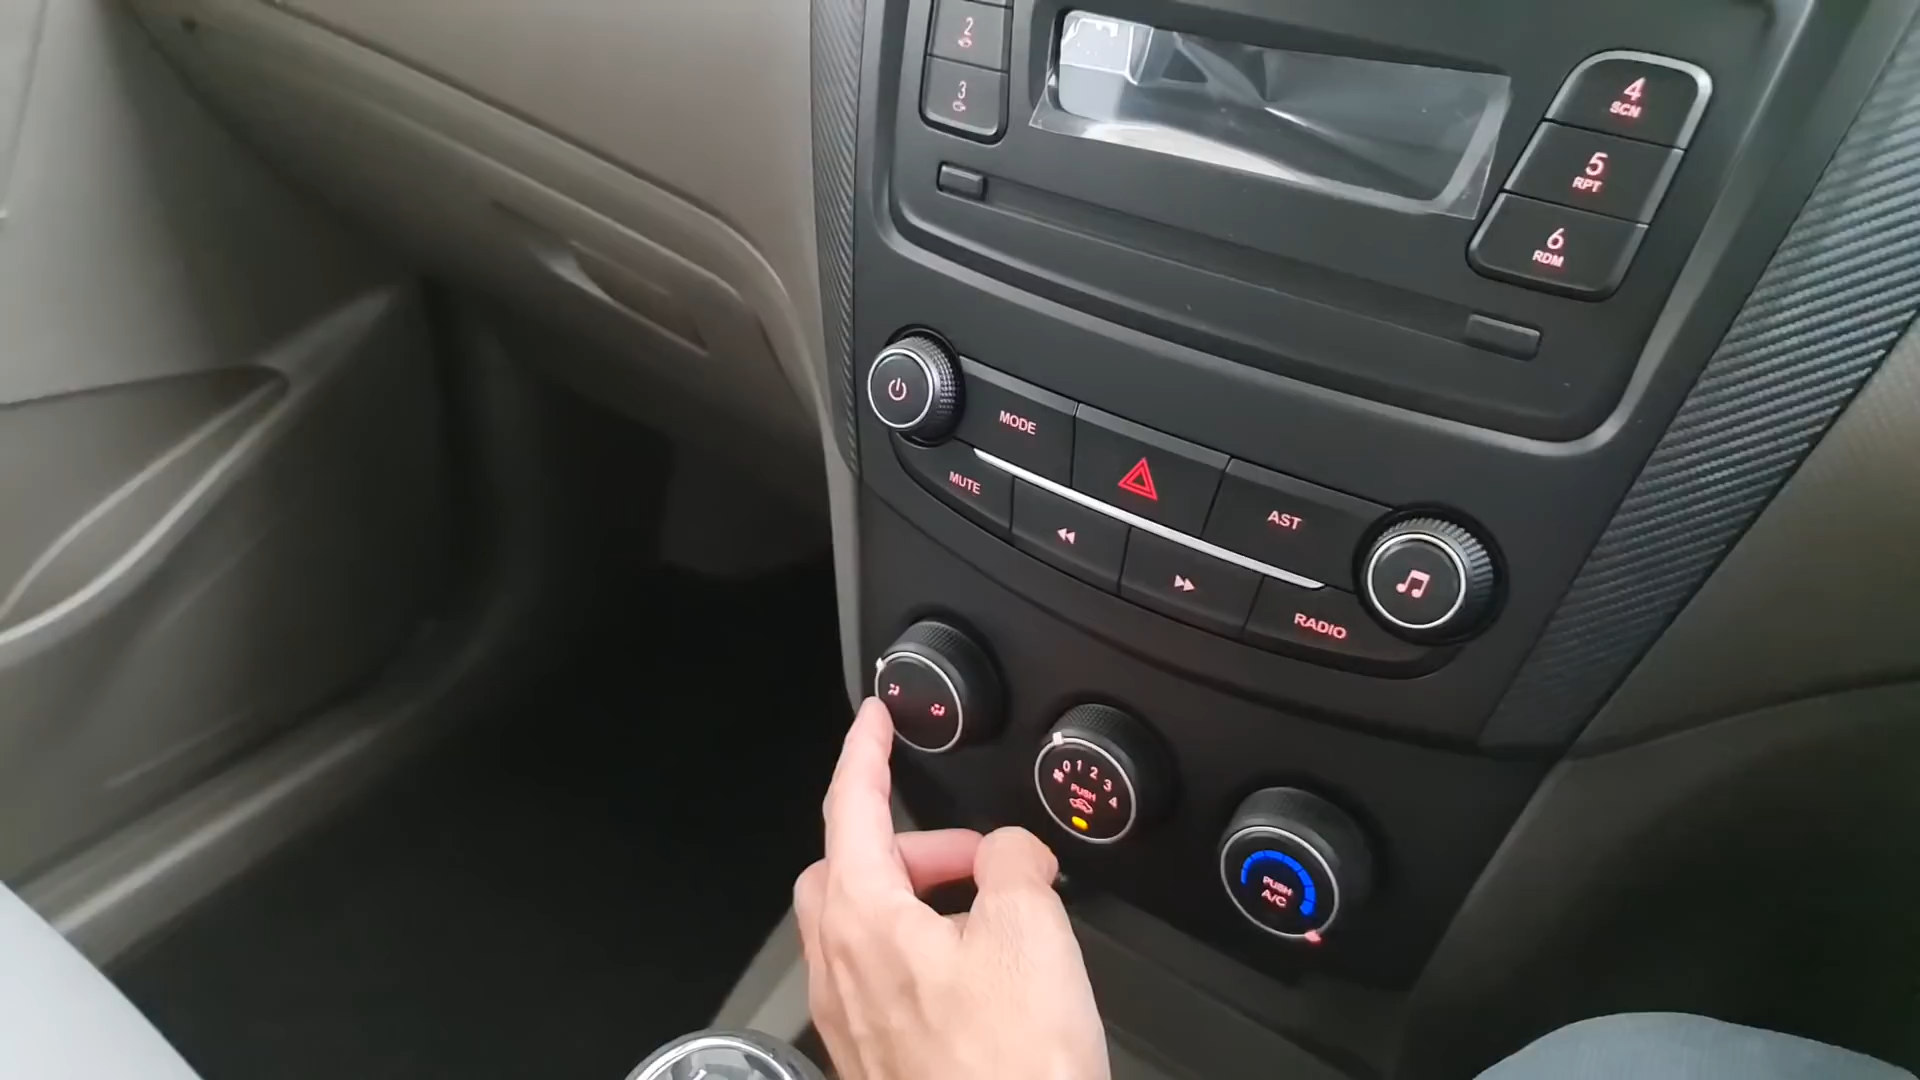 2
3
4
SCN
5
RPT
6
RDM
MODE
MUTE
AST
RADIO
0 1 2 3 4
PUSH
PUSH
A/C